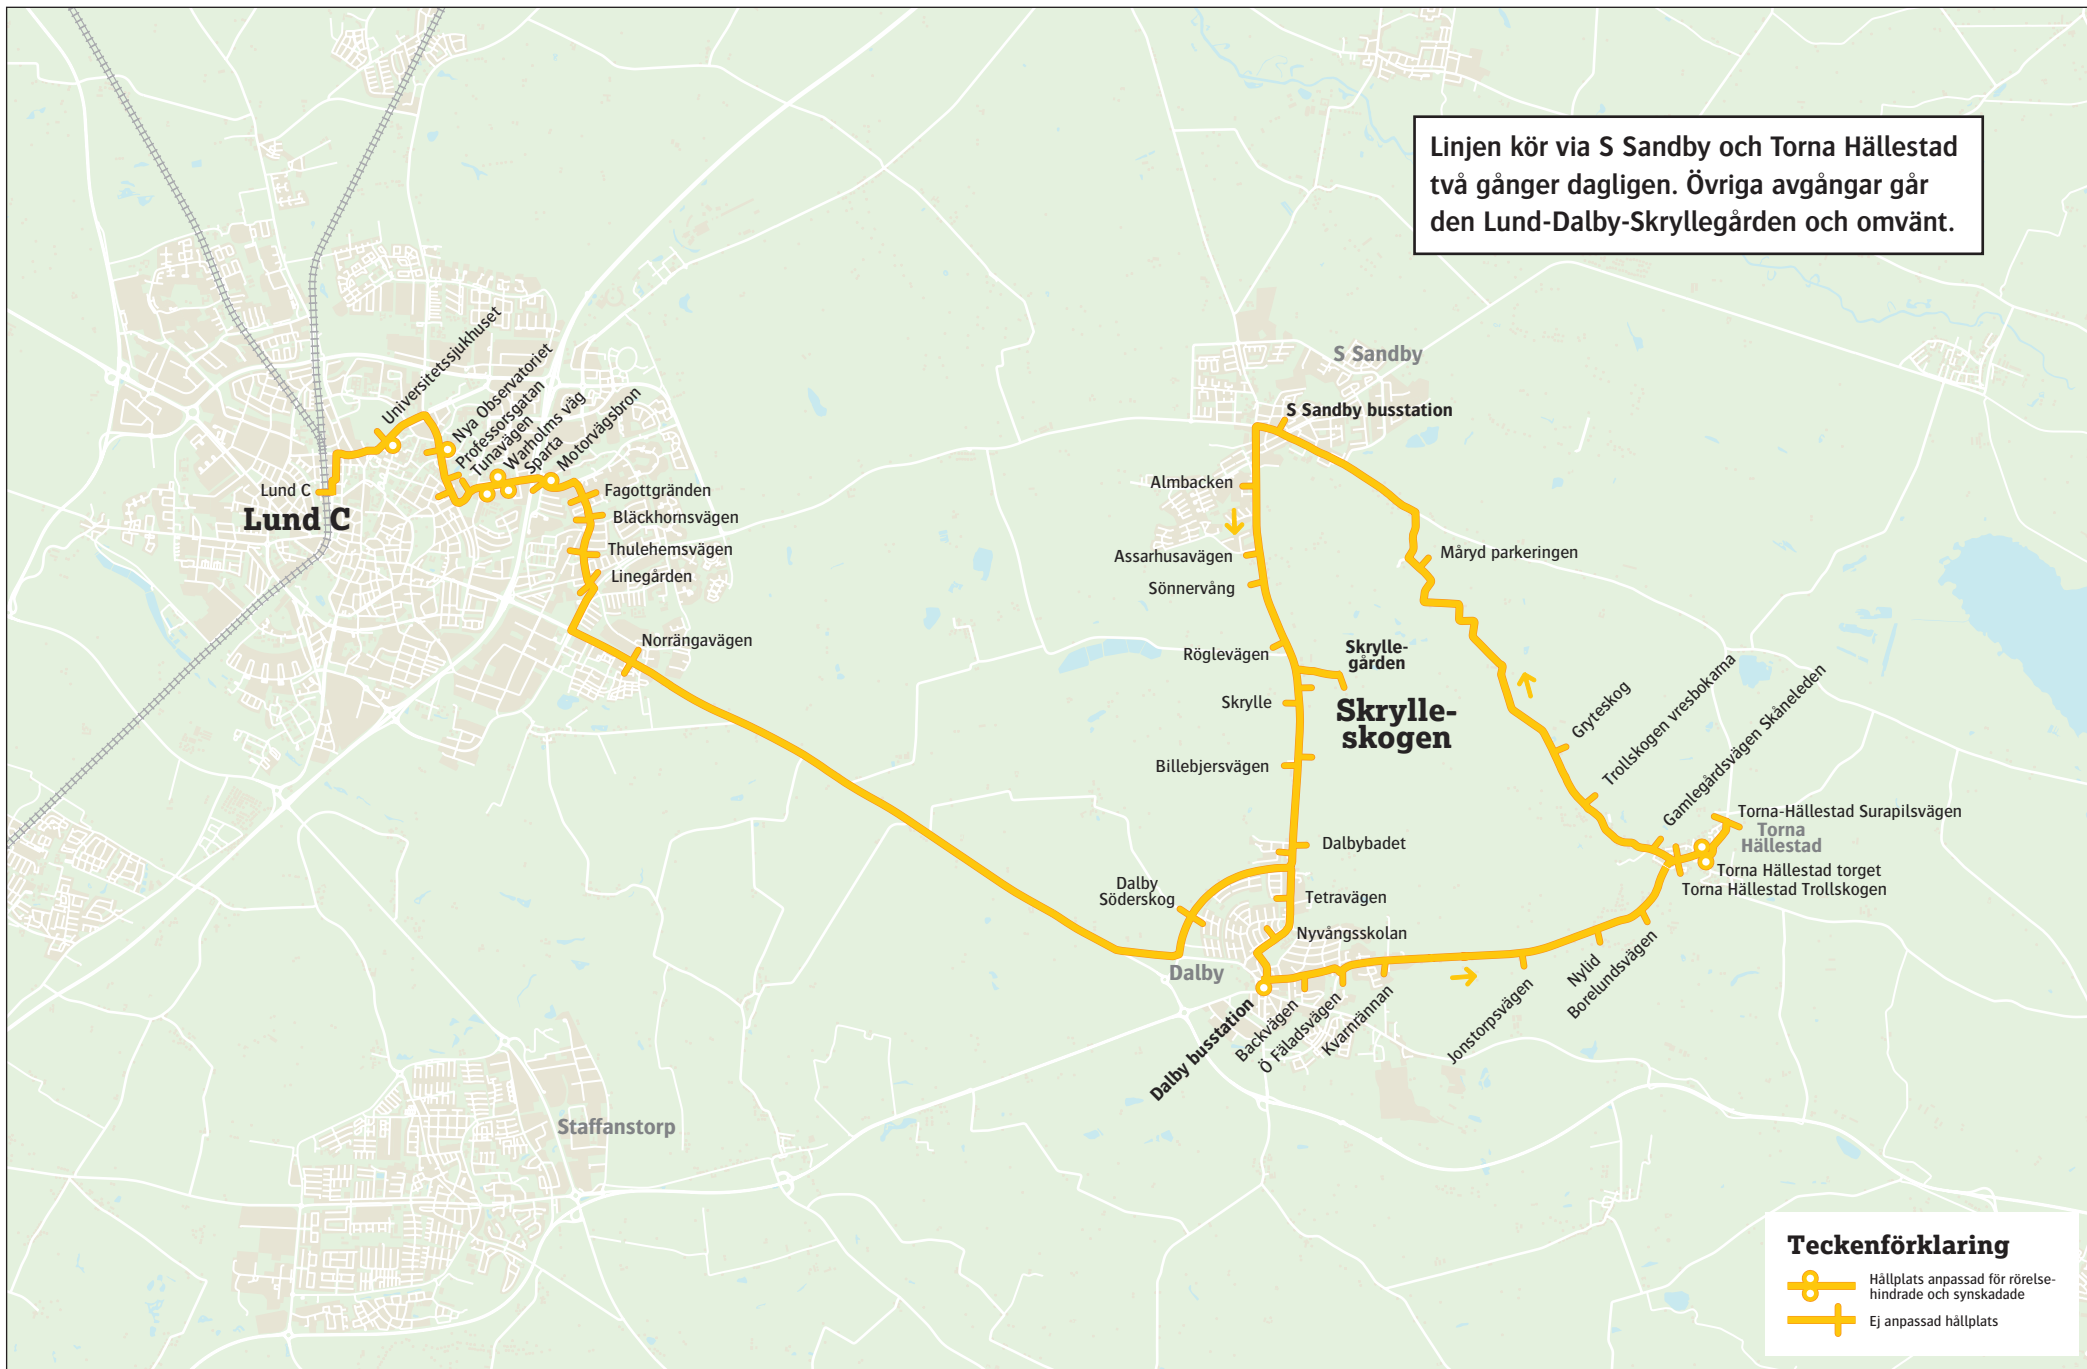 Linjen kör via S Sandby och Torna Hällestad
två gånger dagligen. Övriga avgångar går
den Lund-Dalby-Skryllegården och omvänt.
Universitetssjukhuset
Nya Observatoriet
Professorsgatan
Tunavägen
Warholms väg
Sparta
Motorvägsbron
Lund C
Lund C
Fagottgränden
Bläckhornsvägen
Thulehemsvägen
Linegården
Norrängavägen
S Sandby
S Sandby busstation
Almbacken
Assarhusavägen
Sönnervång
Röglevägen
Skrylle-
gården
Skrylle
Skrylle-
skogen
Billebjersvägen
Dalbybadet
Dalby
Söderskog
Tetravägen
Nyvångsskolan
Dalby
Dalby busstation
Backvägen
Ö Fäladsvägen
Kvarnrännan
Jonstorpsvägen
Nylid
Borelundsvägen
Måryd parkeringen
Gryteskog
Trollskogen vresbokarna
Gamlegårdsvägen Skåneleden
Torna-Hällestad Surapilsvägen
Torna
Hällestad
Torna Hällestad torget
Torna Hällestad Trollskogen
Staffanstorp
Teckenförklaring
Hållplats anpassad för rörelse-
hindrade och synskadade
Ej anpassad hållplats